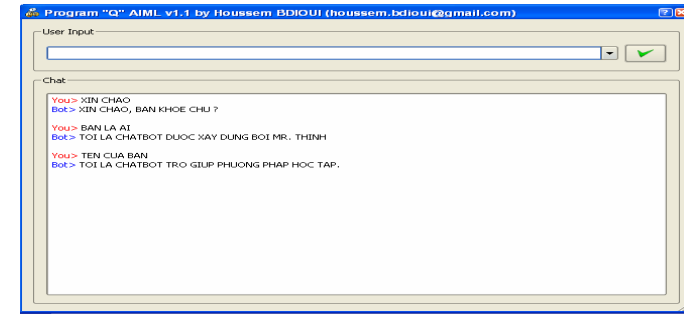 Program "Q" AIML v1.1 by Houssem BDIOUI (houssem.bdioui@gmail.com)
User Input
Chat
You> XIN CHAO
Bot> XIN CHAO, BAN KHOE CHU ?
You> BAN LA AI
Bot> TOI LA CHATBOT DUOC XAY DUNG BOI MR. THINH
You> TEN CUA BAN
Bot> TOI LA CHATBOT TRO GIUP PHUONG PHAP HOC TAP.